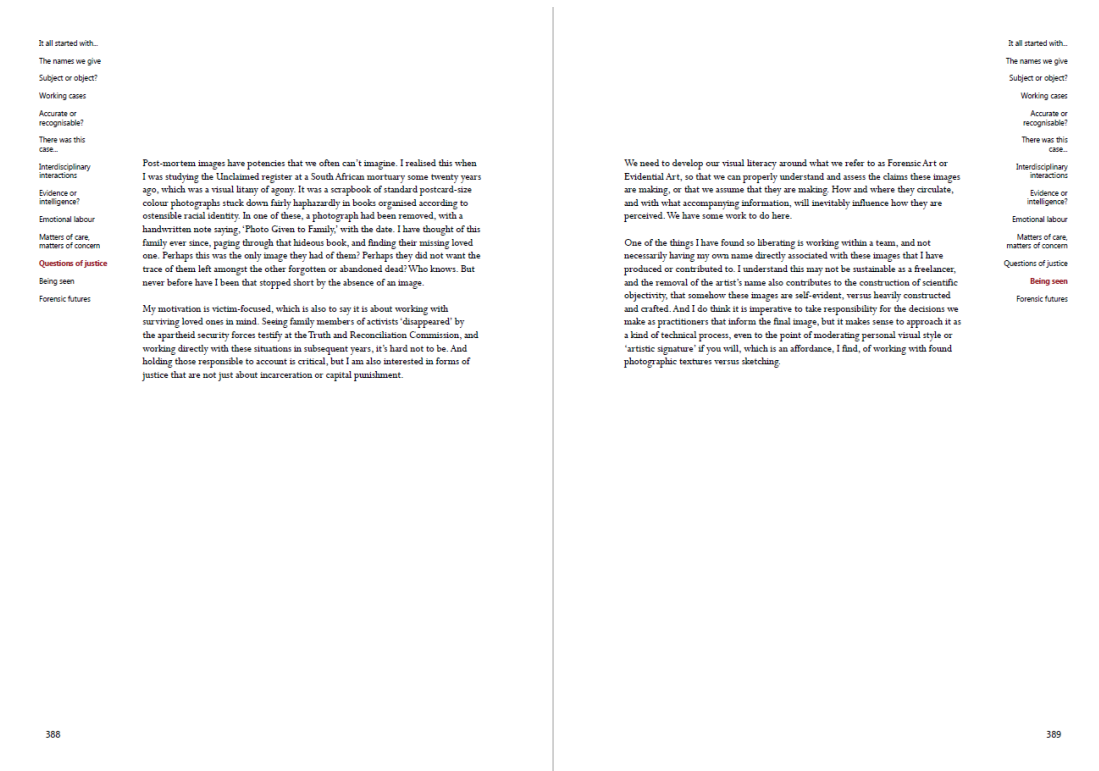 It all started with...
The names we give
Subject or object?
Working cases
Accurate or
recognisable?
There was this
case...
Interdisciplinary
interactions
Evidence or
intelligence?
Emotional labour
Matters of care,
matters of concern
Questions of justice
Being seen
Forensic futures
Post-mortem images have potencies that we often can’t imagine. I realised this when
I was studying the Unclaimed register at a South African mortuary some twenty years
ago, which was a visual litany of agony. It was a scrapbook of standard postcard-size
colour photographs stuck down fairly haphazardly in books organised according to
ostensible racial identity. In one of these, a photograph had been removed, with a
handwritten note saying, ‘Photo Given to Family,’ with the date. I have thought of this
family ever since, paging through that hideous book, and finding their missing loved
one. Perhaps this was the only image they had of them? Perhaps they did not want the
trace of them left amongst the other forgotten or abandoned dead? Who knows. But
never before have I been that stopped short by the absence of an image.
My motivation is victim-focused, which is also to say it is about working with
surviving loved ones in mind. Seeing family members of activists ‘disappeared’ by
the apartheid security forces testify at the Truth and Reconciliation Commission, and
working directly with these situations in subsequent years, it’s hard not to be. And
holding those responsible to account is critical, but I am also interested in forms of
justice that are not just about incarceration or capital punishment.
388
We need to develop our visual literacy around what we refer to as Forensic Art or
Evidential Art, so that we can properly understand and assess the claims these images
are making, or that we assume that they are making. How and where they circulate,
and with what accompanying information, will inevitably influence how they are
perceived. We have some work to do here.
One of the things I have found so liberating is working within a team, and not
necessarily having my own name directly associated with these images that I have
produced or contributed to. I understand this may not be sustainable as a freelancer,
and the removal of the artist’s name also contributes to the construction of scientific
objectivity, that somehow these images are self-evident, versus heavily constructed
and crafted. And I do think it is imperative to take responsibility for the decisions we
make as practitioners that inform the final image, but it makes sense to approach it as
a kind of technical process, even to the point of moderating personal visual style or
‘artistic signature’ if you will, which is an affordance, I find, of working with found
photographic textures versus sketching.
It all started with...
The names we give
Subject or object?
Working cases
Accurate or
recognisable?
There was this
case...
Interdisciplinary
interactions
Evidence or
intelligence?
Emotional labour
Matters of care,
matters of concern
Questions of justice
Being seen
Forensic futures
389